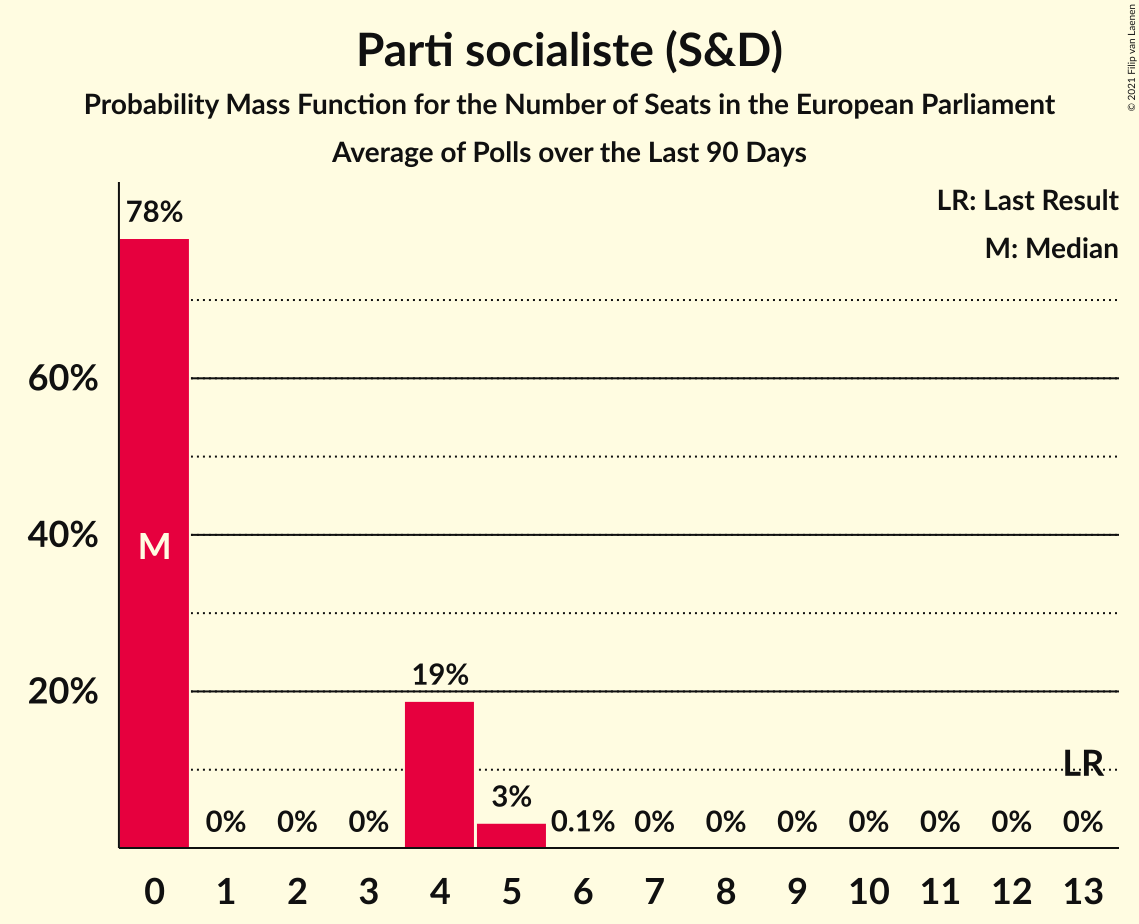 Parti socialiste (S&D)
Probability Mass Function for the Number of Seats in the European Parliament
Average of Polls over the Last 90 Days
© 2021 Filip van Laenen
LR: Last Result
M: Median
78%
60%
40%
20%
M
0% 0% 0% 19% 3% 0.1% 0% 0% 0% 0% 0% 0% 0%
LR
0 1 2 3 4 5 6 7 8 9 10 11 12 13